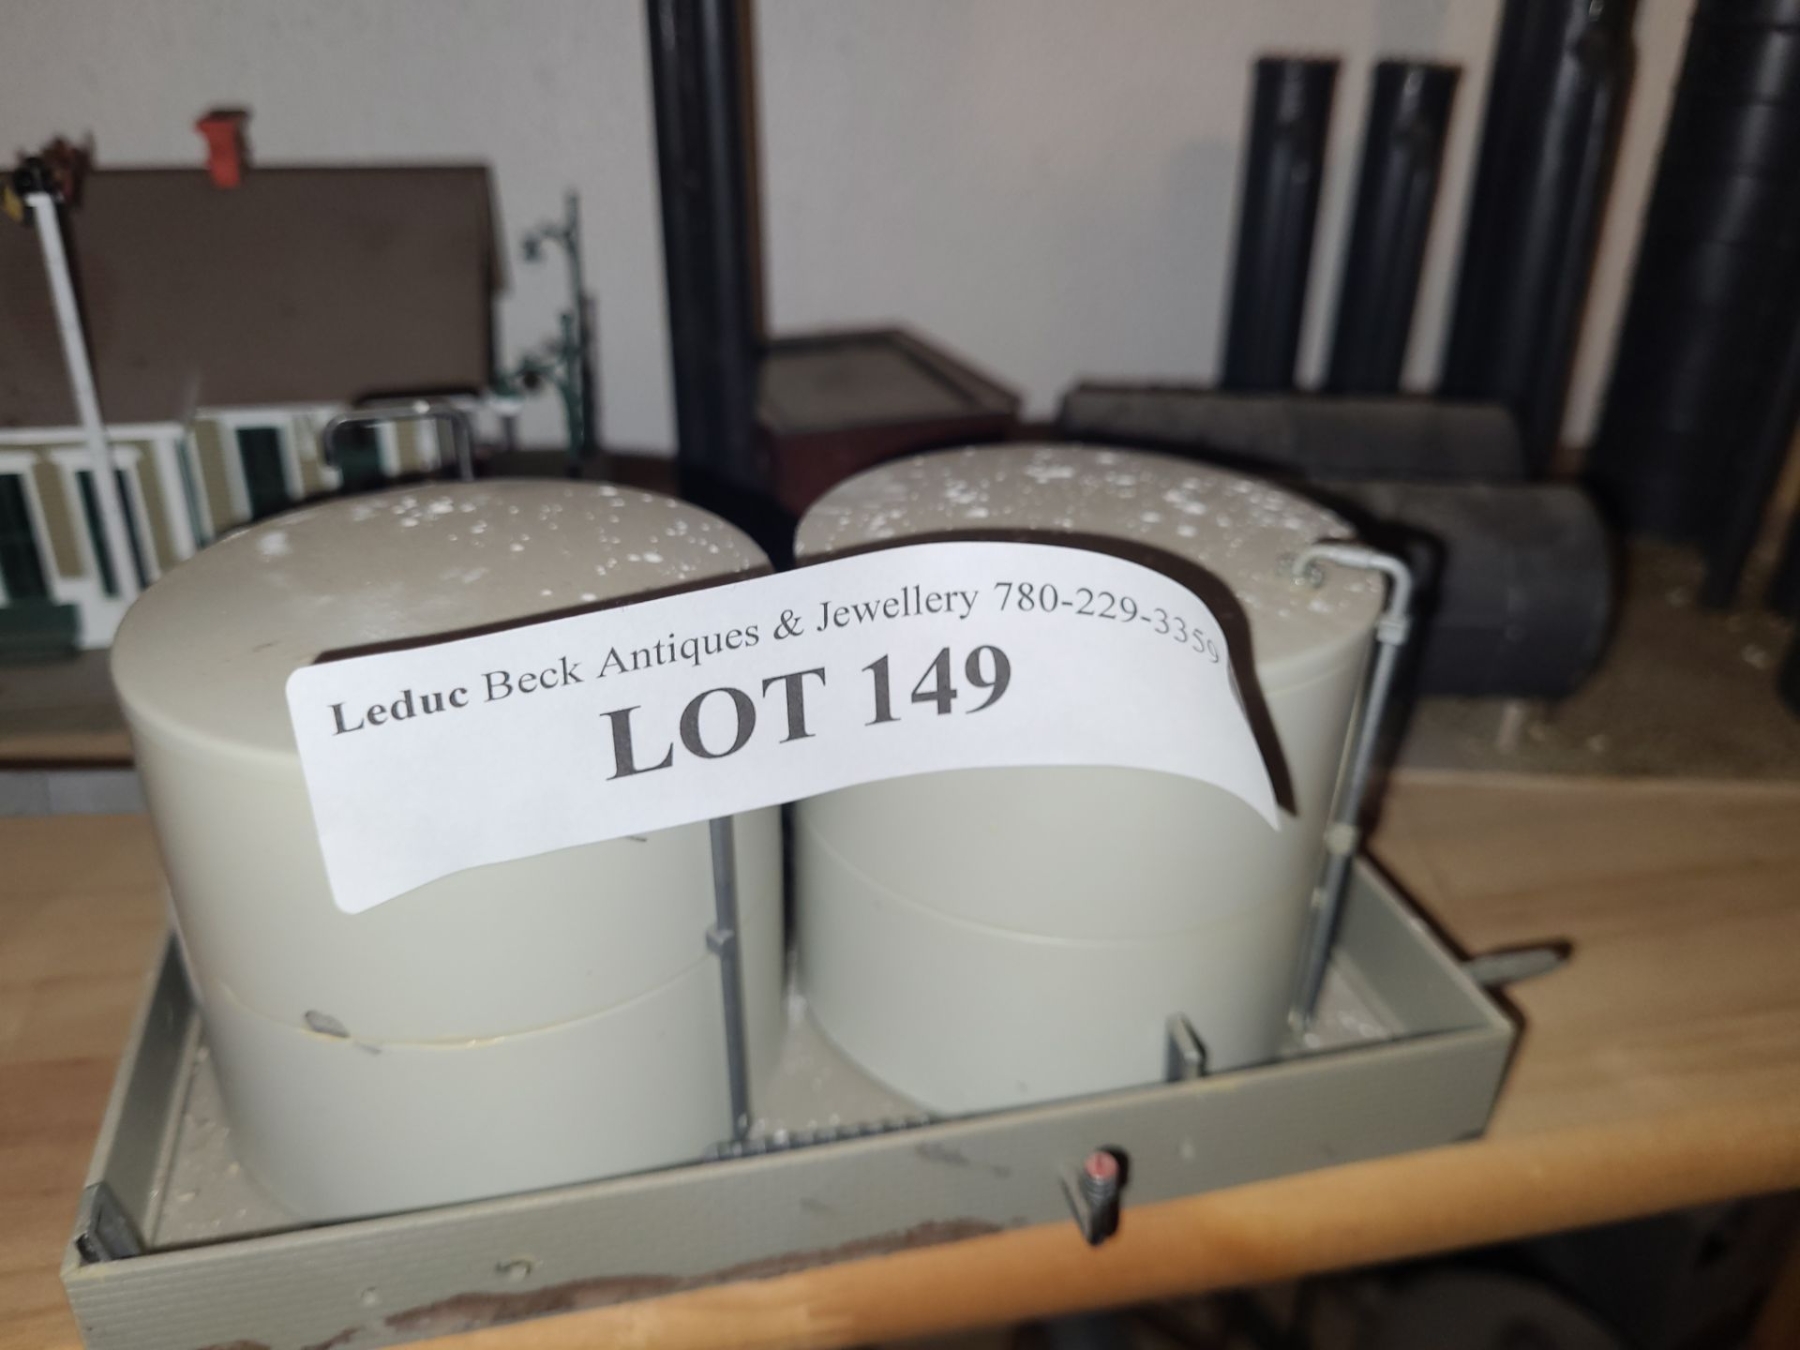 Leduc Beck Antiques & Jewellery 780-229-3359
LOT 149